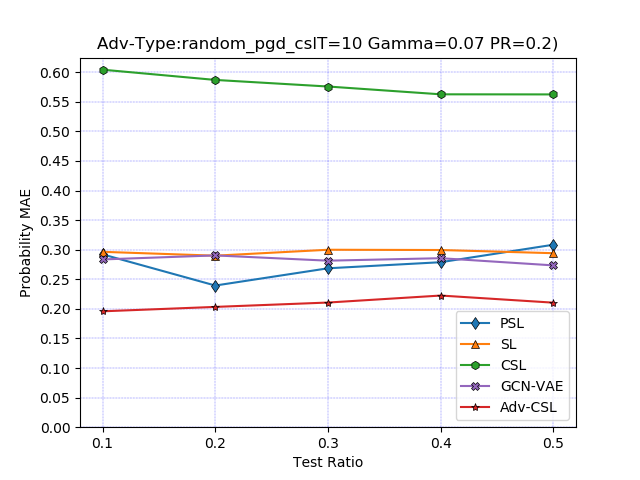 Adv-Type:random_pgd_cslT=10 Gamma=0.07 PR=0.2)
0.60
0.55
0.50
0.45
0.40
0.35
0.30
0.25
0.20
0.15
0.10
0.05
0.00
Probability MAE
PSL
SL
CSL
GCN-VAE
Adv-CSL
0.1 0.2 0.3 0.4 0.5
Test Ratio